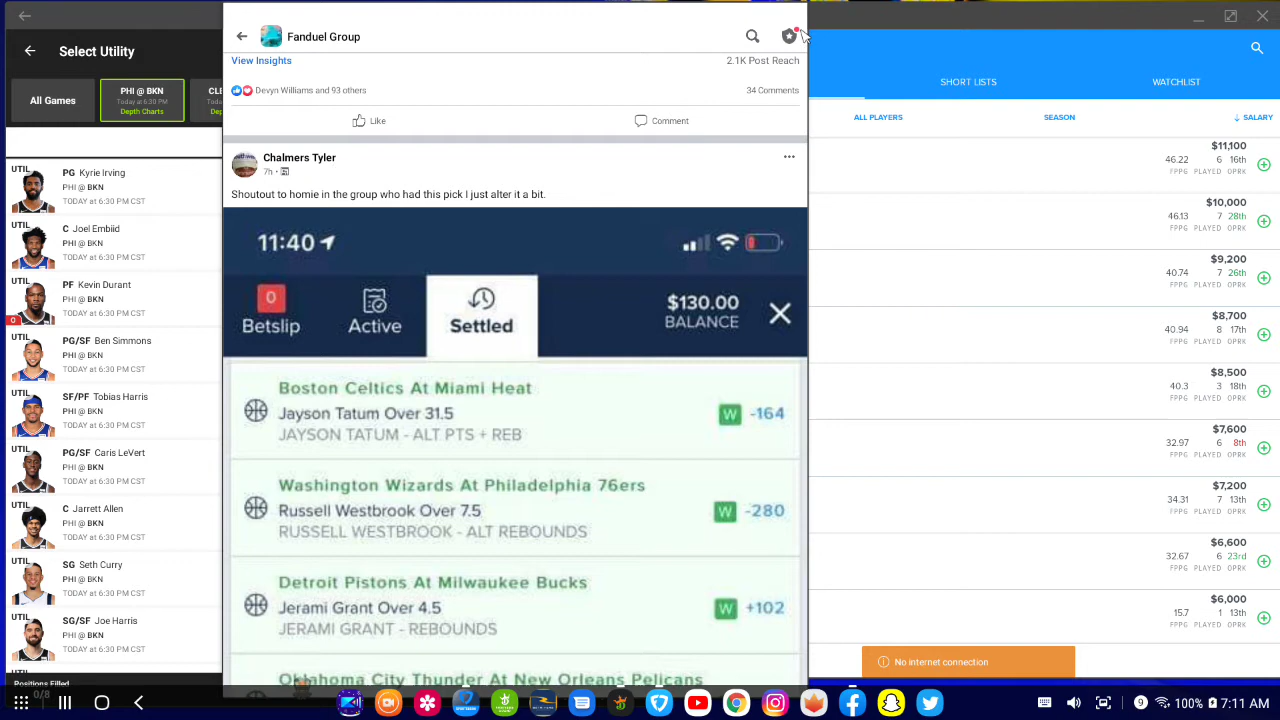 Select Utility
All Games
PHI @ BKN
Today at 6:30 PM
Depth Charts
CLE
Toda
Dep
UTIL
PG Kyrie Irving
PHI @ BKN
TODAY at 6:30 PM CST
UTIL
C Joel Embiid
PHI @ BKN
TODAY at 6:30 PM CST
UTIL
PF Kevin Durant
PHI @ BKN
TODAY at 6:30 PM CST
O
UTIL
PG/SF Ben Simmons
PHI @ BKN
TODAY at 6:30 PM CST
UTIL
SF/PF Tobias Harris
PHI @ BKN
TODAY at 6:30 PM CST
UTIL
PG/SF Caris LeVert
PHI @ BKN
TODAY at 6:30 PM CST
UTIL
C Jarrett Allen
PHI @ BKN
TODAY at 6:30 PM CST
UTIL
SG Seth Curry
PHI @ BKN
TODAY at 6:30 PM CST
UTIL
SG/SF Joe Harris
PHI @ BKN
TODAY at 6:30 PM CST
UTIL
Positions Filled
0/8
Fanduel Group
View Insights
2.1K Post Reach
Devyn Williams and 93 others
34 Comments
Like
Comment
Chalmers Tyler
7h
Shoutout to homie in the group who had this pick I just alter it a bit.
11:40
0
Betslip
Active
Settled
$130.00
BALANCE
Boston Celtics At Miami Heat
Jayson Tatum Over 31.5
JAYSON TATUM - ALT PTS + REB
W -164
Washington Wizards At Philadelphia 76ers
Russell Westbrook Over 7.5
RUSSELL WESTBROOK - ALT REBOUNDS
W -280
Detroit Pistons At Milwaukee Bucks
Jerami Grant Over 4.5
JERAMI GRANT - REBOUNDS
W +102
Oklahoma City Thunder At New Orleans Pelicans
SHORT LISTS
WATCHLIST
ALL PLAYERS
SEASON
SALARY
$11,100
46.22 6 16th
FPPG PLAYED OPRK
$10,000
46.13 7 28th
FPPG PLAYED OPRK
$9,200
40.74 7 26th
FPPG PLAYED OPRK
$8,700
40.94 8 17th
FPPG PLAYED OPRK
$8,500
40.3 3 18th
FPPG PLAYED OPRK
$7,600
32.97 6 8th
FPPG PLAYED OPRK
$7,200
34.31 7 13th
FPPG PLAYED OPRK
$6,600
32.67 6 23rd
FPPG PLAYED OPRK
$6,000
15.7 1 13th
FPPG PLAYED OPRK
No internet connection
9
100%
7:11 AM